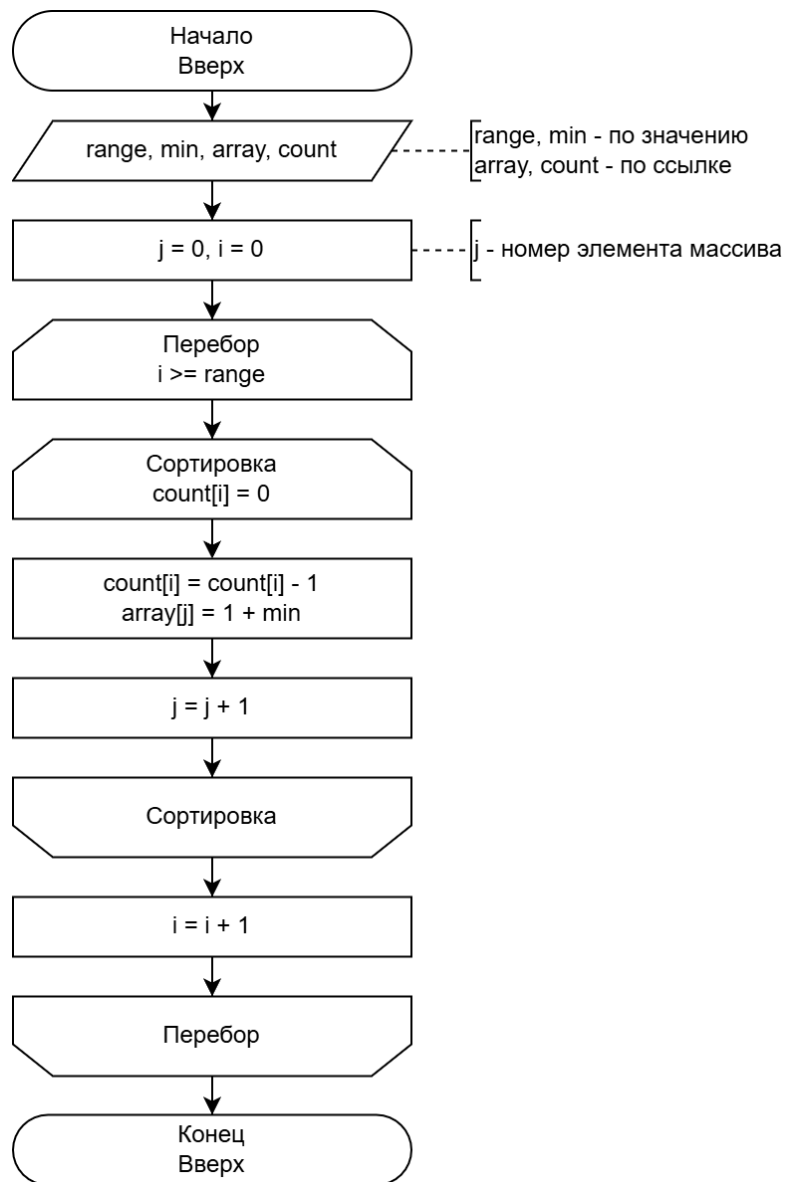 Начало
Вверх
range, min, array, count
range, min - по значению
array, count - по ссылке
j = 0, i = 0
j - номер элемента массива
Перебор
i >= range
Сортировка
count[i] = 0
count[i] = count[i] - 1
array[j] = 1 + min
j = j + 1
Сортировка
i = i + 1
Перебор
Конец
Вверх